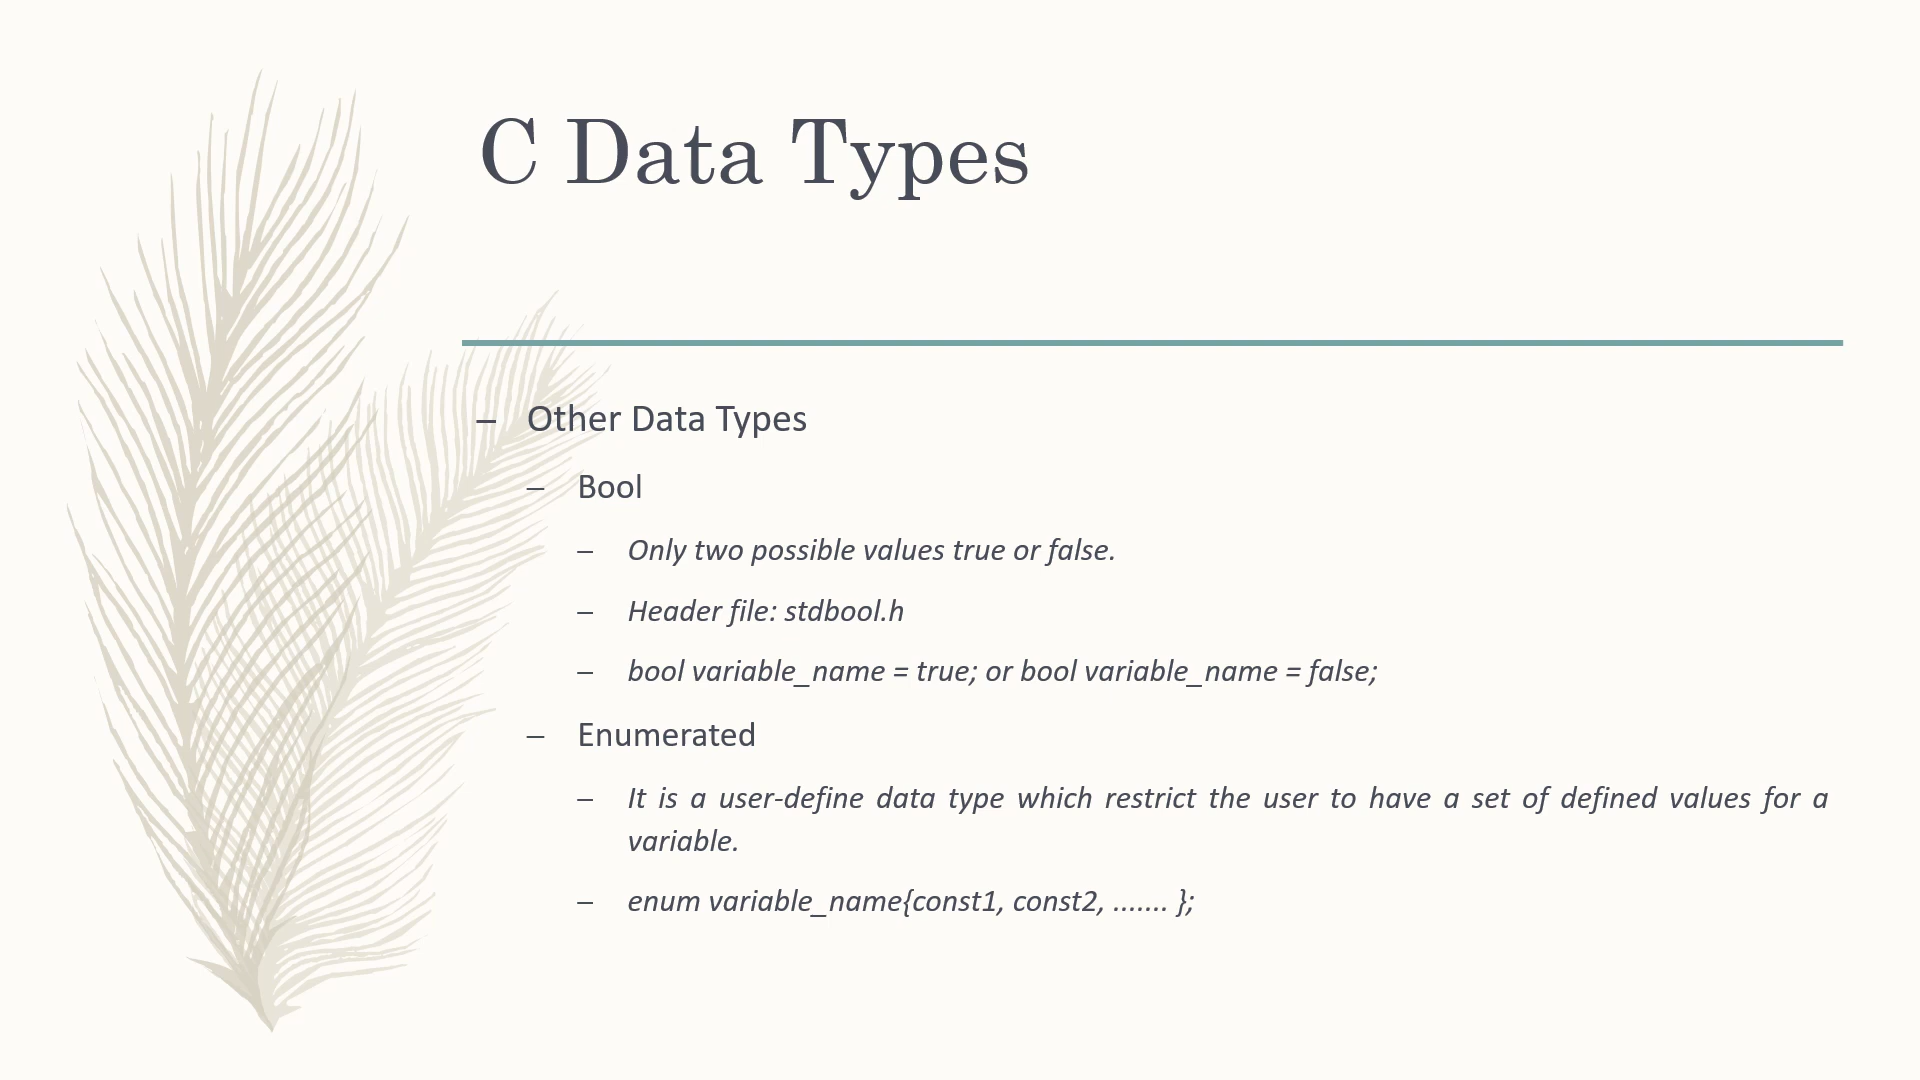 C Data Types
– Other Data Types
– Bool
– Only two possible values true or false.
– Header file: stdbool.h
– bool variable_name = true; or bool variable_name = false;
– Enumerated
– It is a user-define data type which restrict the user to have a set of defined values for a
variable.
– enum variable_name{const1, const2, ....... };